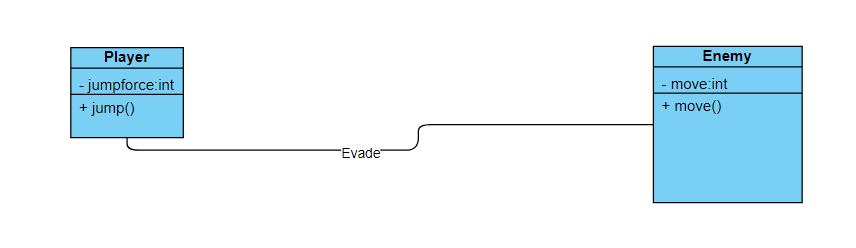 Player
- jumpforce:int
+ jump()
Evade
Enemy
- move:int
+ move()